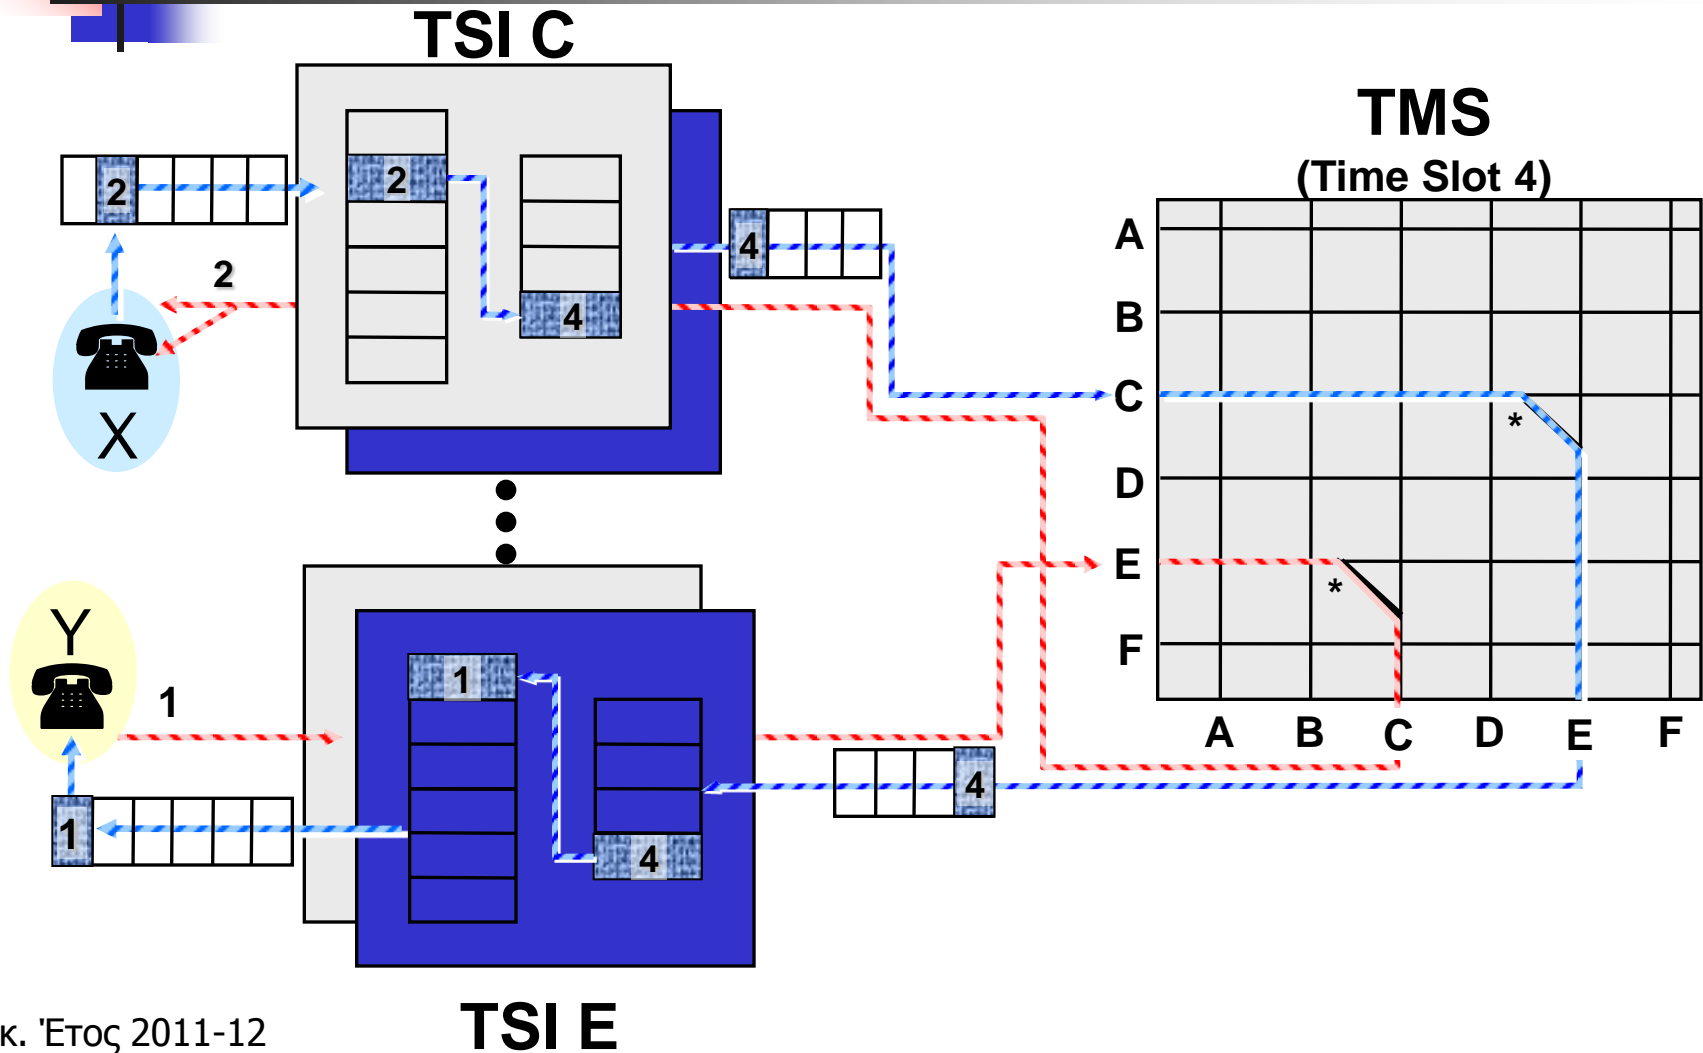 TSI C
TMS
(Time Slot 4)
2
2
4
4
2
X
A
B
C
D
E
F
*
*
A B C D E F
Y
1
1
4
4
1
κ. Έτος 2011-12
TSI E